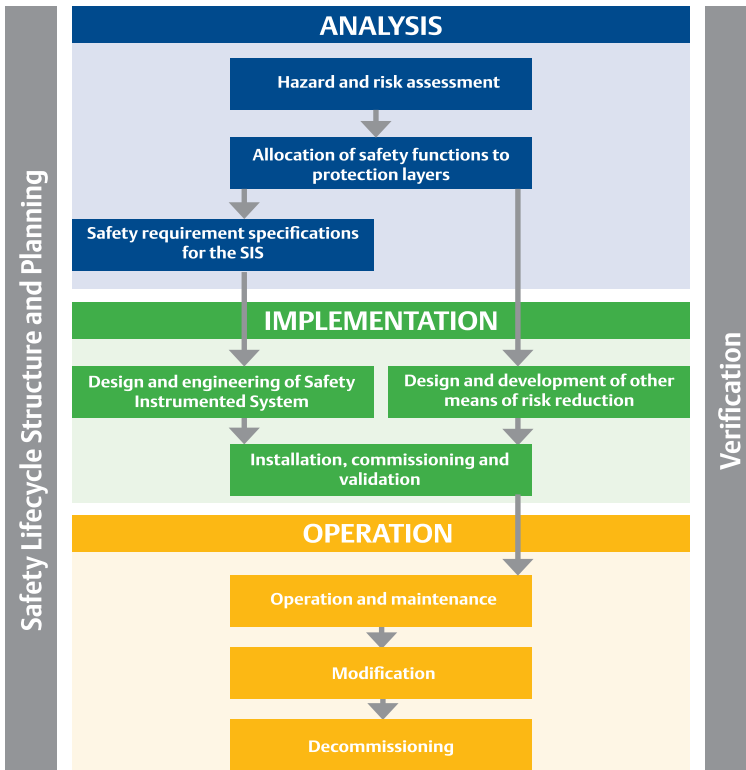 Safety Lifecycle Structure and Planning
ANALYSIS
Hazard and risk assessment
Allocation of safety functions to
protection layers
Safety requirement specifications
for the SIS
IMPLEMENTATION
Design and engineering of Safety
Instrumented System
Design and development of other
means of risk reduction
Installation, commissioning and
validation
OPERATION
Operation and maintenance
Modification
Decommissioning
Verification